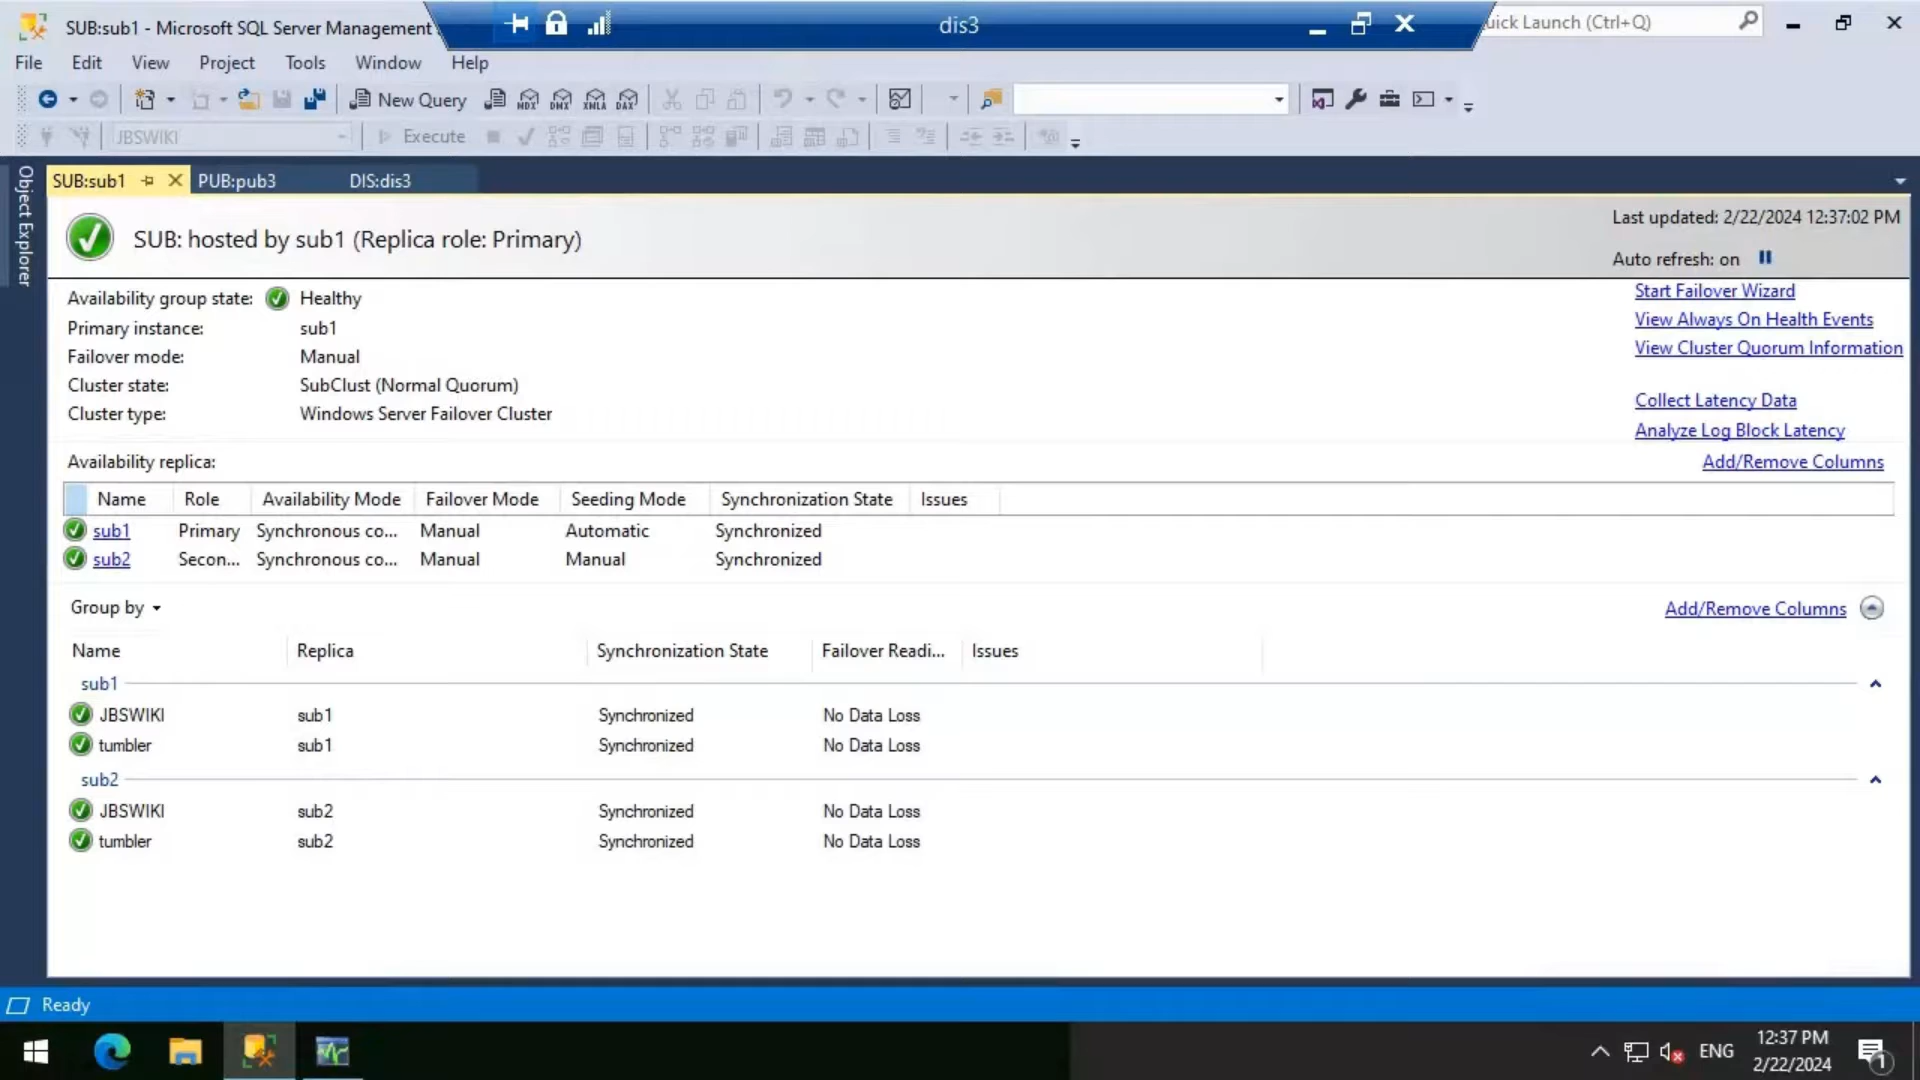 SUB:sub1 - Microsoft SQL Server Management
dis3
uick Launch (Ctrl+Q)
File Edit View Project Tools Window Help
New Query MDX DMX XMLA DAX
JBSWIKI Execute
Object Explorer
SUB:sub1 PUB:pub3 DIS:dis3
SUB: hosted by sub1 (Replica role: Primary)
Last updated: 2/22/2024 12:37:02 PM
Auto refresh: on
Availability group state: Healthy
Primary instance: sub1
Failover mode: Manual
Cluster state: SubClust (Normal Quorum)
Cluster type: Windows Server Failover Cluster
Start Failover Wizard
View Always On Health Events
View Cluster Quorum Information
Collect Latency Data
Analyze Log Block Latency
Availability replica: Add/Remove Columns
Name Role Availability Mode Failover Mode Seeding Mode Synchronization State Issues
sub1 Primary Synchronous co... Manual Automatic Synchronized
sub2 Secon... Synchronous co... Manual Manual Synchronized
Group by Add/Remove Columns
Name Replica Synchronization State Failover Readi... Issues
sub1
JBSWIKI sub1 Synchronized No Data Loss
tumbler sub1 Synchronized No Data Loss
sub2
JBSWIKI sub2 Synchronized No Data Loss
tumbler sub2 Synchronized No Data Loss
Ready
ENG
12:37 PM
2/22/2024
1